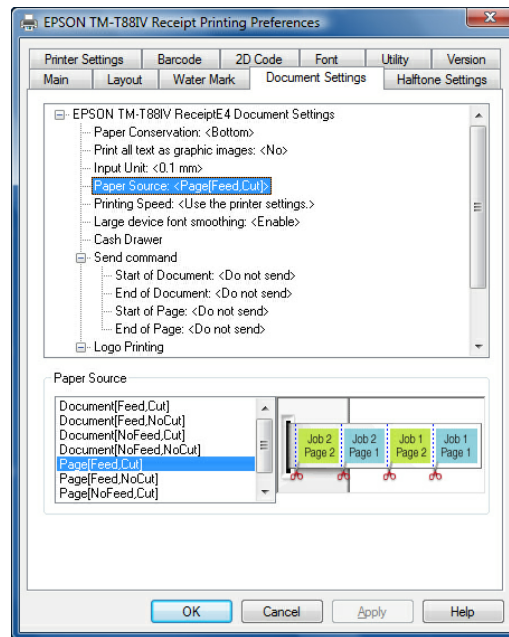 EPSON TM-T88IV Receipt Printing Preferences
Printer Settings Barcode 2D Code Font Utility Version
Main Layout Water Mark Document Settings Halftone Settings
EPSON TM-T88IV ReceiptE4 Document Settings
Paper Conservation: <Bottom>
Print all text as graphic images: <No>
Input Unit: <0.1 mm>
Paper Source: <Page[Feed,Cut]>
Printing Speed: <Use the printer settings.>
Large device font smoothing: <Enable>
Cash Drawer
Send command
Start of Document: <Do not send>
End of Document: <Do not send>
Start of Page: <Do not send>
End of Page: <Do not send>
Logo Printing
Paper Source
Document[Feed,Cut]
Document[Feed,NoCut]
Document[NoFeed,Cut]
Document[NoFeed,NoCut]
Page[Feed,Cut]
Page[Feed,NoCut]
Page[NoFeed,Cut]
Job 2 Job 2 Job 1 Job 1
Page 2 Page 1 Page 2 Page 1
OK Cancel Apply Help